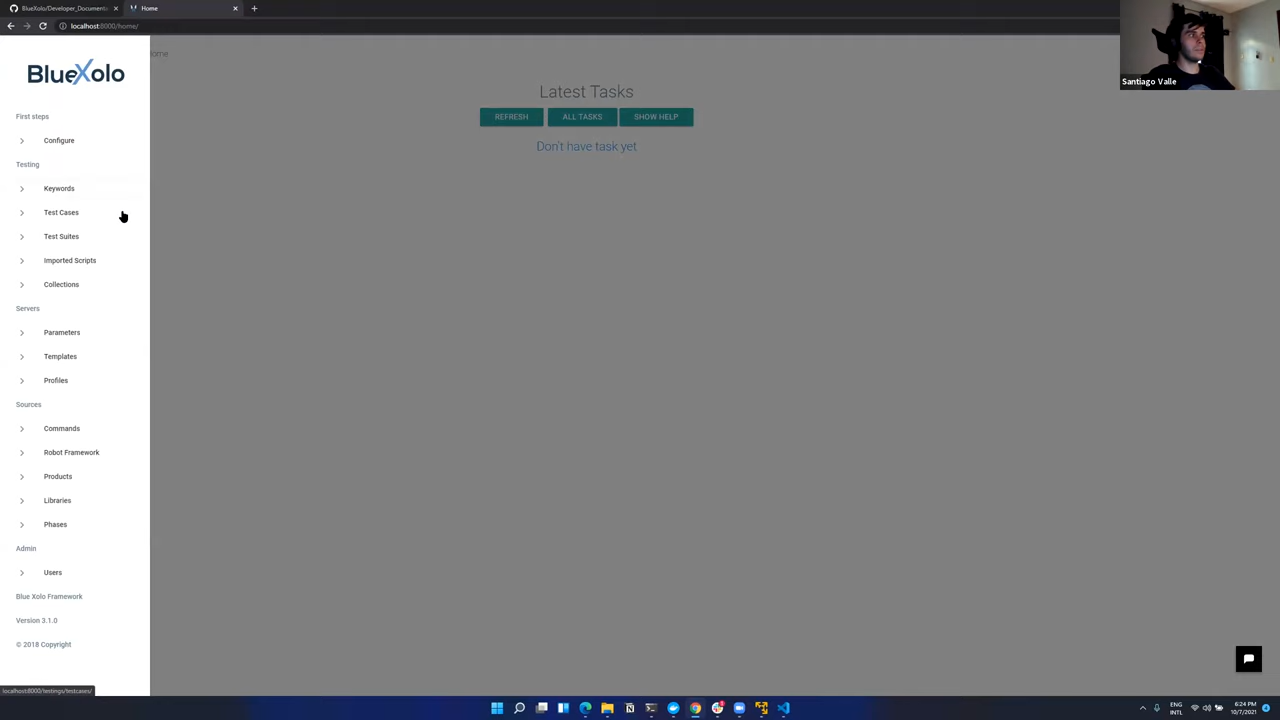 BlueXolo/Developer_Document
Home
localhost:8000/home/
Santiago Valle
BlueXolo
Home
Latest Tasks
REFRESH
ALL TASKS
SHOW HELP
Don't have task yet
First steps
Configure
Testing
Keywords
Test Cases
Test Suites
Imported Scripts
Collections
Servers
Parameters
Templates
Profiles
Sources
Commands
Robot Framework
Products
Libraries
Phases
Admin
Users
Blue Xolo Framework
Version 3.1.0
© 2018 Copyright
localhost:8000/testings/testcases/
ENG
INTL
6:24 PM
10/7/2021